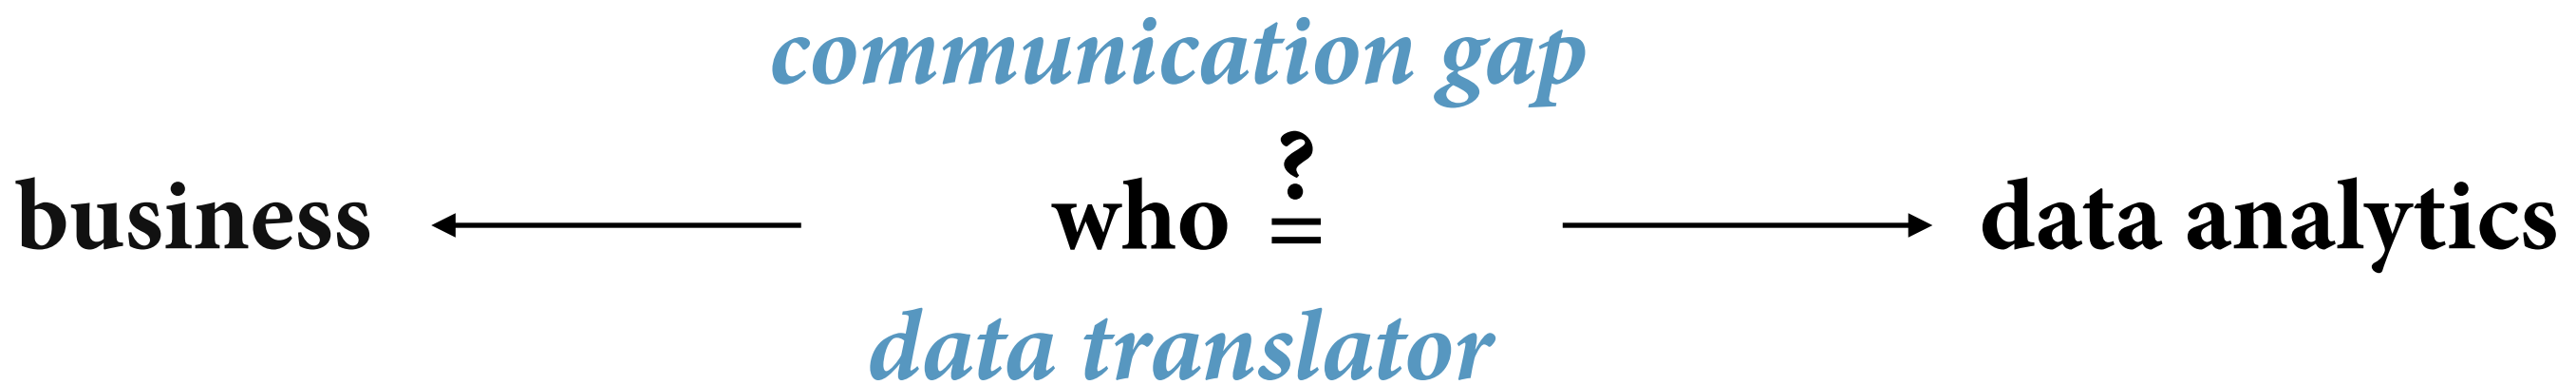 communication gap
business who ≟ data analytics
data translator